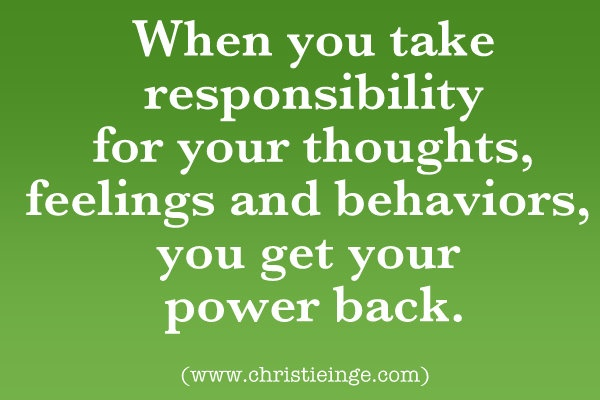 When you take
responsibility
for your thoughts,
feelings and behaviors,
you get your
power back.
(www.christieinge.com)